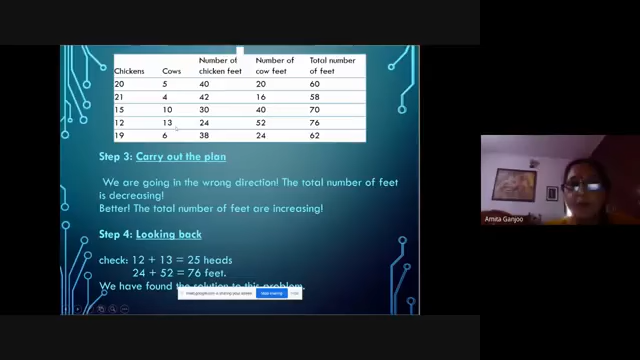 Chickens Cows Number of chicken feet Number of cow feet Total number of feet
20 5 40 20 60
21 4 42 16 58
15 10 30 40 70
12 13 24 52 76
19 6 38 24 62
Step 3: Carry out the plan
We are going in the wrong direction! The total number of feet
is decreasing!
Better! The total number of feet are increasing!
Step 4: Looking back
check: 12 + 13 = 25 heads
24 + 52 = 76 feet.
We have found the solution to this problem.
meet.google.com is sharing your screen. Stop sharing Hide
Amita Ganjoo